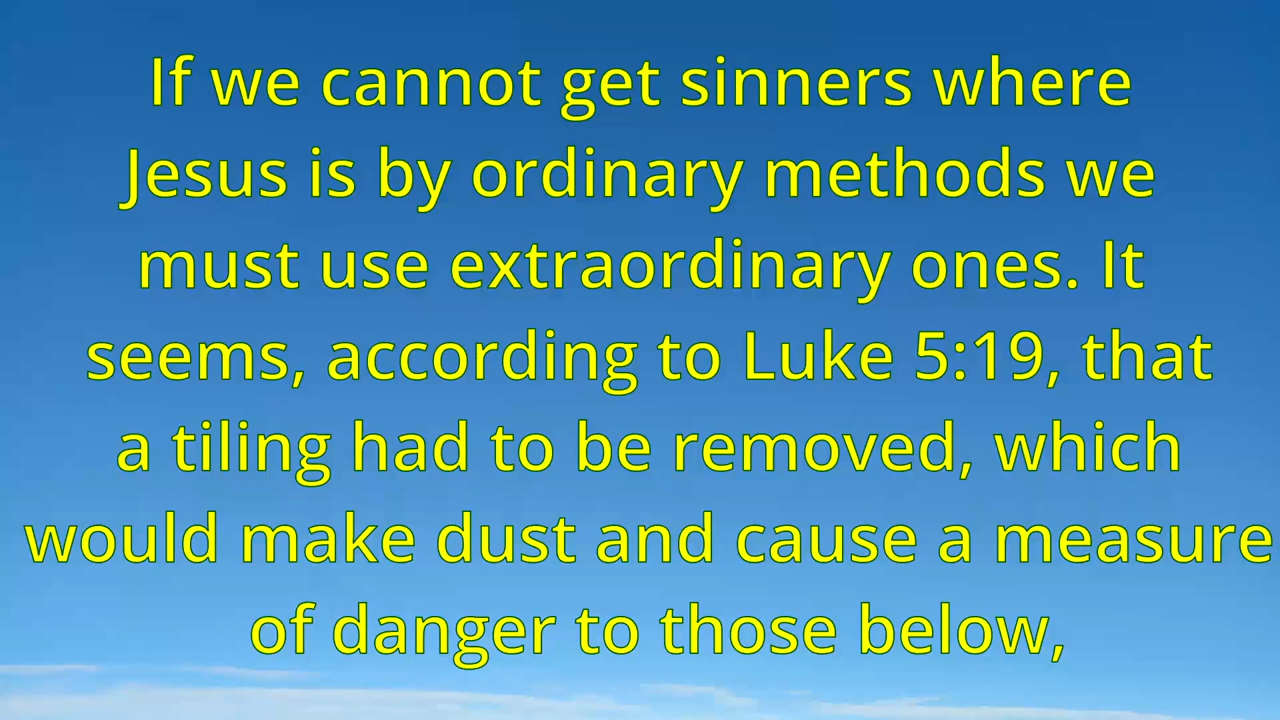 If we cannot get sinners where
Jesus is by ordinary methods we
must use extraordinary ones. It
seems, according to Luke 5:19, that
a tiling had to be removed, which
would make dust and cause a measure
of danger to those below,